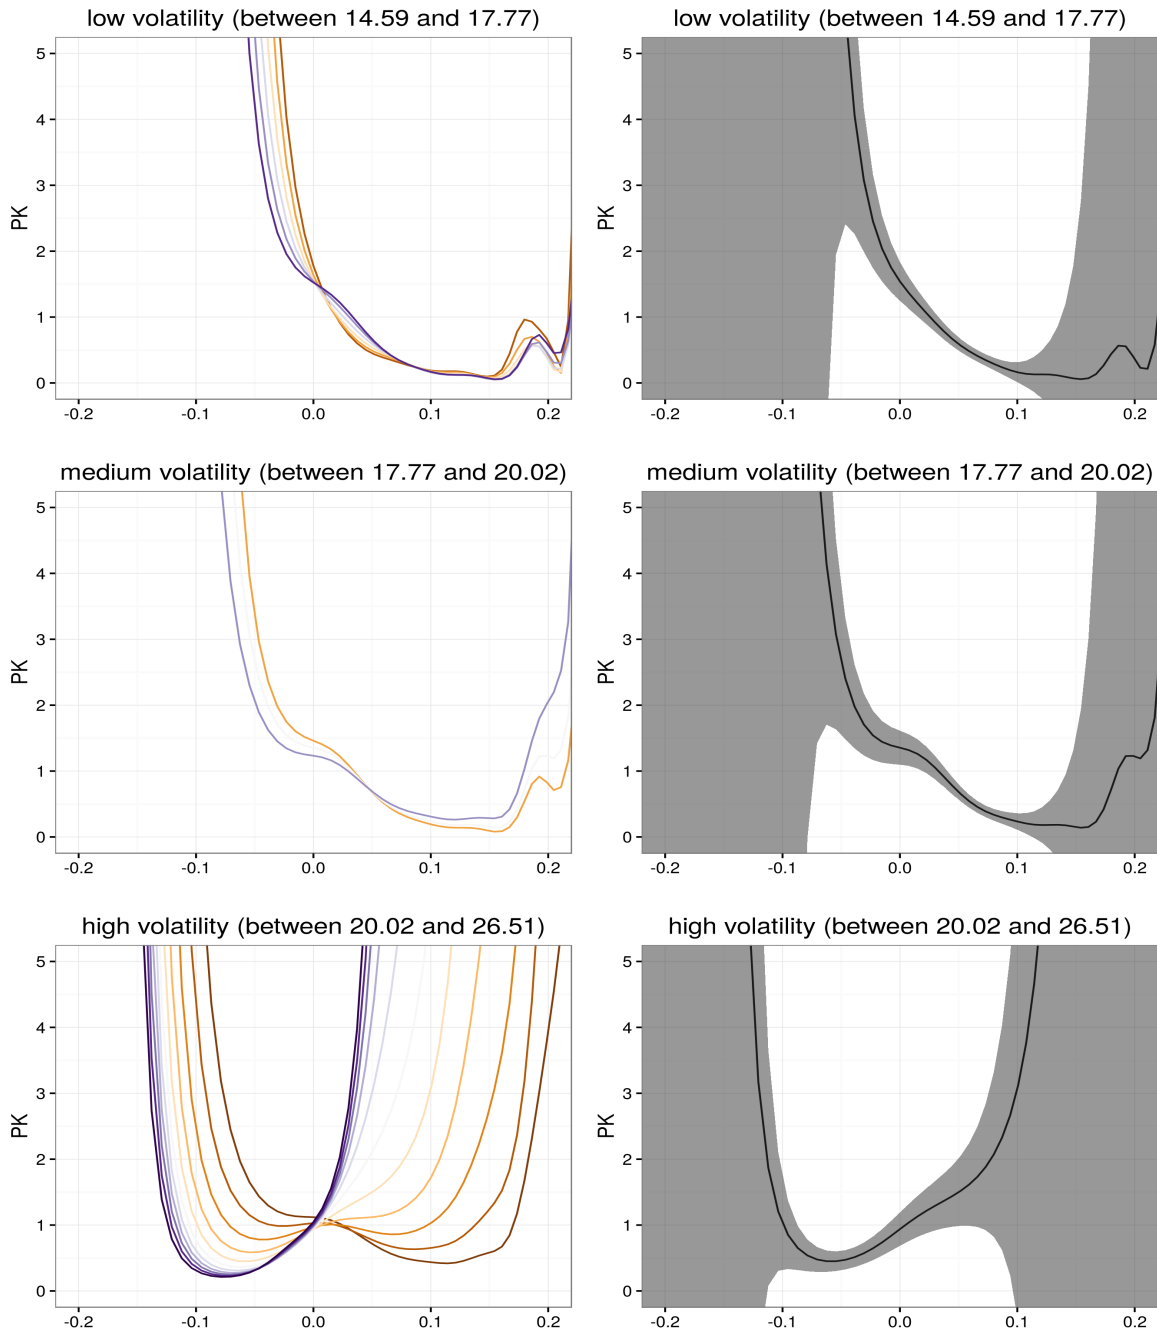 low volatility (between 14.59 and 17.77)
5
4
3
2
1
0
PK
-0.2 -0.1 0.0 0.1 0.2
low volatility (between 14.59 and 17.77)
5
4
3
2
1
0
PK
-0.2 -0.1 0.0 0.1 0.2
medium volatility (between 17.77 and 20.02)
5
4
3
2
1
0
PK
-0.2 -0.1 0.0 0.1 0.2
medium volatility (between 17.77 and 20.02)
5
4
3
2
1
0
PK
-0.2 -0.1 0.0 0.1 0.2
high volatility (between 20.02 and 26.51)
5
4
3
2
1
0
PK
-0.2 -0.1 0.0 0.1 0.2
high volatility (between 20.02 and 26.51)
5
4
3
2
1
0
PK
-0.2 -0.1 0.0 0.1 0.2